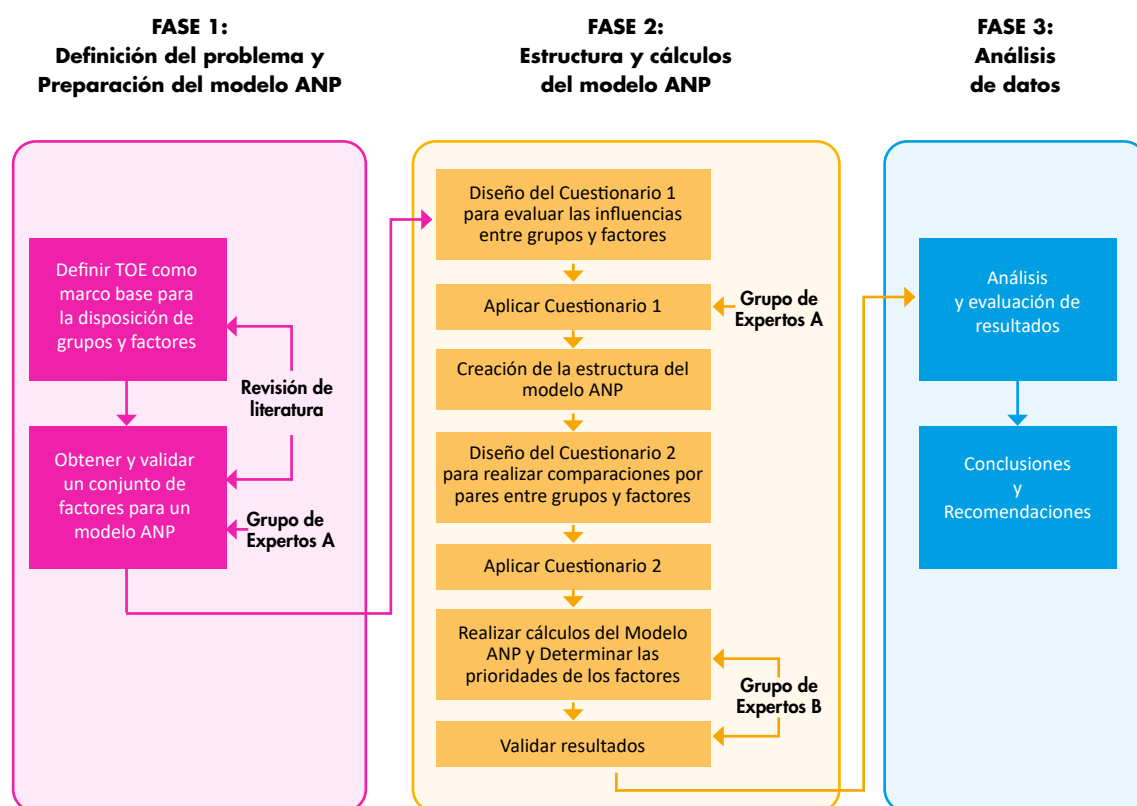 FASE 1:
Definición del problema y
Preparación del modelo ANP
FASE 2:
Estructura y cálculos
del modelo ANP
FASE 3:
Análisis
de datos
Definir TOE como
marco base para
la disposición de
grupos y factores
Revisión de
literatura
Obtener y validar
un conjunto de
factores para un
modelo ANP
Grupo de
Expertos A
Diseño del Cuestionario 1
para evaluar las influencias
entre grupos y factores
Aplicar Cuestionario 1
Grupo de
Expertos A
Creación de la estructura del
modelo ANP
Diseño del Cuestionario 2
para realizar comparaciones por
pares entre grupos y factores
Aplicar Cuestionario 2
Realizar cálculos del Modelo
ANP y Determinar las
prioridades de los factores
Grupo de
Expertos B
Validar resultados
Análisis
y evaluación de
resultados
Conclusiones
y
Recomendaciones